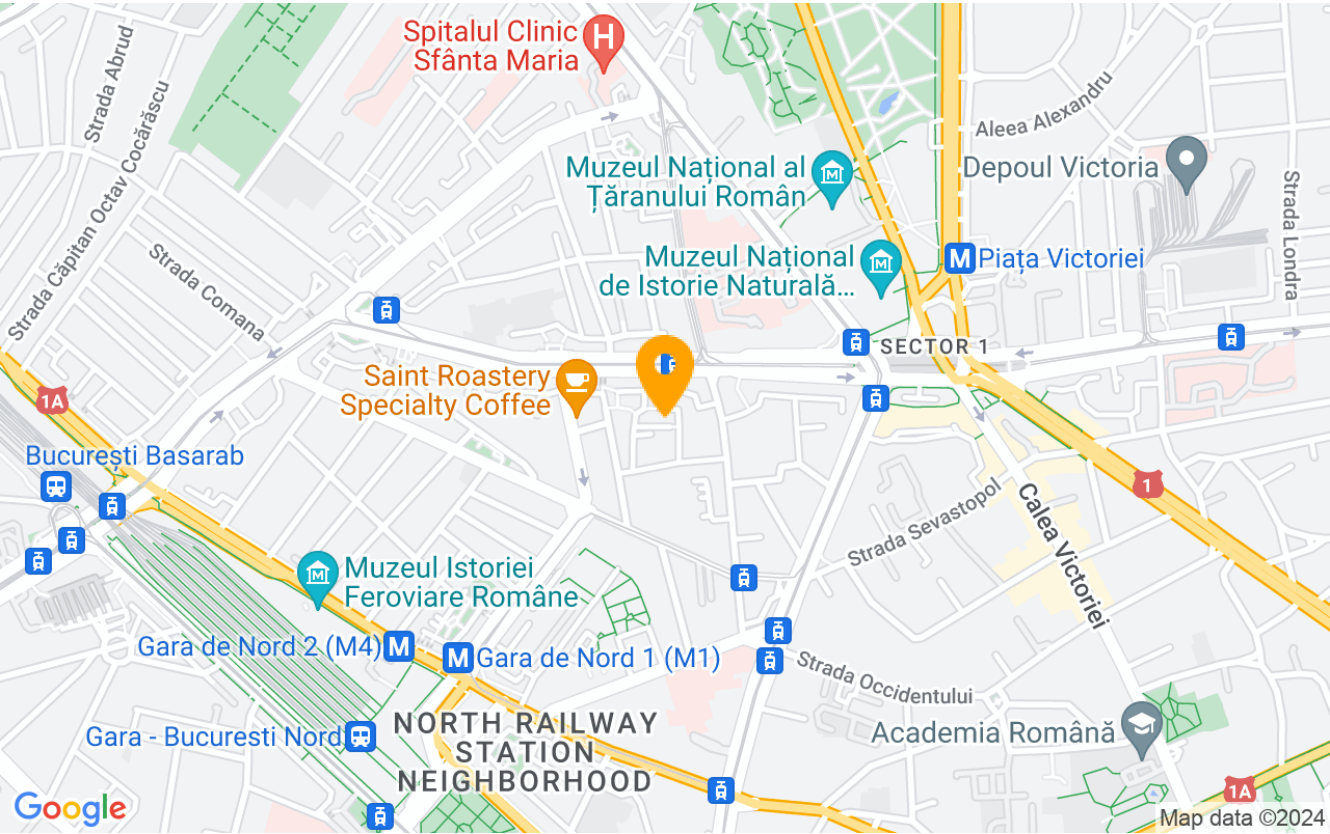 Spitalul Clinic
Sfânta Maria
H
Strada Abrud
Strada Căpitan Octav Cocărăscu
Aleea Alexandru
Muzeul Național al
Țăranului Român
Depoul Victoria
Strada Londra
Muzeul Național
de Istorie Naturală...
M Piața Victoriei
Strada Comana
SECTOR 1
Saint Roastery
Specialty Coffee
1A
București Basarab
1
Calea Victoriei
Strada Sevastopol
Muzeul Istoriei
Feroviare Române
Gara de Nord 2 (M4) M
M Gara de Nord 1 (M1)
Strada Occidentului
Gara - Bucuresti Nord
NORTH RAILWAY
STATION
NEIGHBORHOOD
Academia Română
1A
Google
Map data ©2024